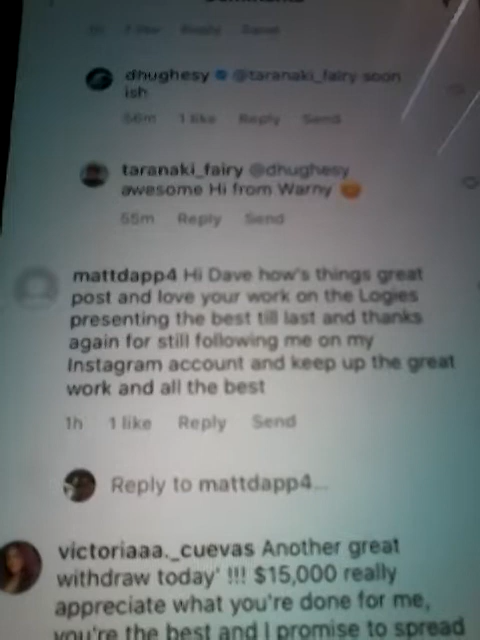 dhughesy @taranaki_fairy soon
ish
56m 1 like Reply Send
taranaki_fairy @dhughesy
awesome Hi from Warny
55m Reply Send
mattdapp4 Hi Dave how's things great
post and love your work on the Logies
presenting the best till last and thanks
again for still following me on my
Instagram account and keep up the great
work and all the best
1h 1 like Reply Send
Reply to mattdapp4...
victoriaaa._cuevas Another great
withdraw today' !!! $15,000 really
appreciate what you're done for me,
you're the best and I promise to spread